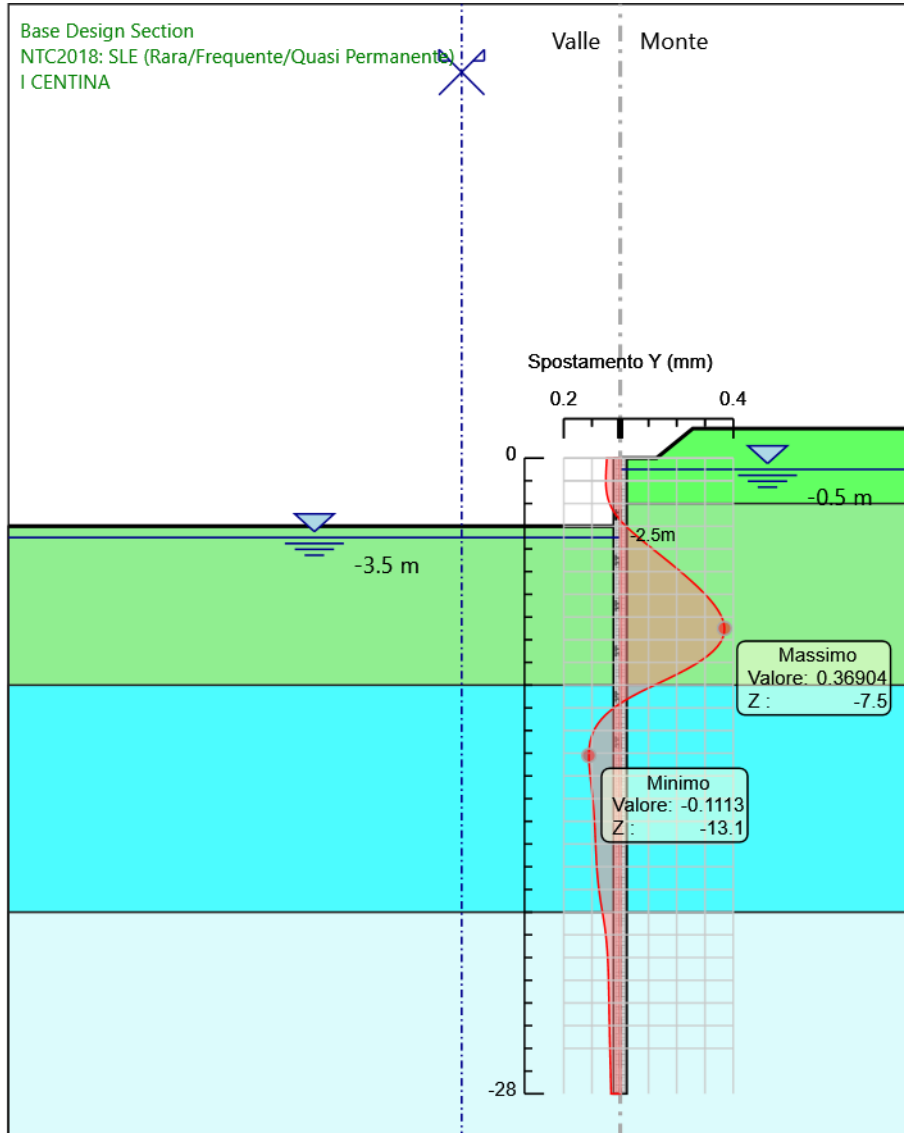 Base Design Section
NTC2018: SLE (Rara/Frequente/Quasi Permanente)
I CENTINA
Valle
Monte
Spostamento Y (mm)
0.2
0.4
0
-0.5 m
-2.5m
-3.5 m
Massimo
Valore: 0.36904
Z : -7.5
Minimo
Valore: -0.1113
Z : -13.1
-28